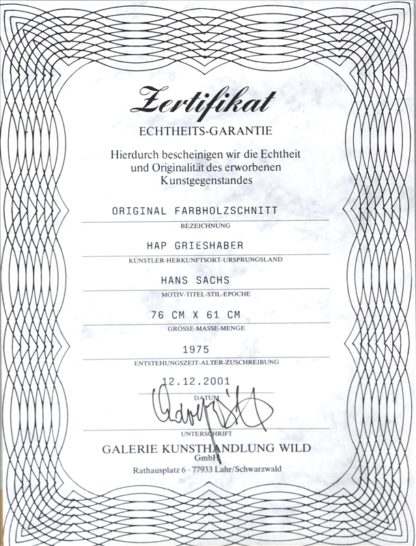 Zertifikat
ECHTHEITS-GARANTIE
Hierdurch bescheinigen wir die Echtheit
und Originalität des erworbenen
Kunstgegenstandes
ORIGINAL FARBHOLZSCHNITT
BEZEICHNUNG
HAP GRIESHABER
KÜNSTLER-HERKUNFTSORT-URSPRUNGSLAND
HANS SACHS
MOTIV-TITEL-STIL-EPOCHE
76 CM X 61 CM
GRÖSSE-MASSE-MENGE
1975
ENTSTEHUNGSZEIT-ALTER-ZUSCHREIBUNG
12.12.2001
DATUM
UNTERSCHRIFT
GALERIE KUNSTHANDLUNG WILD
GmbH
Rathausplatz 6 · 77933 Lahr/Schwarzwald